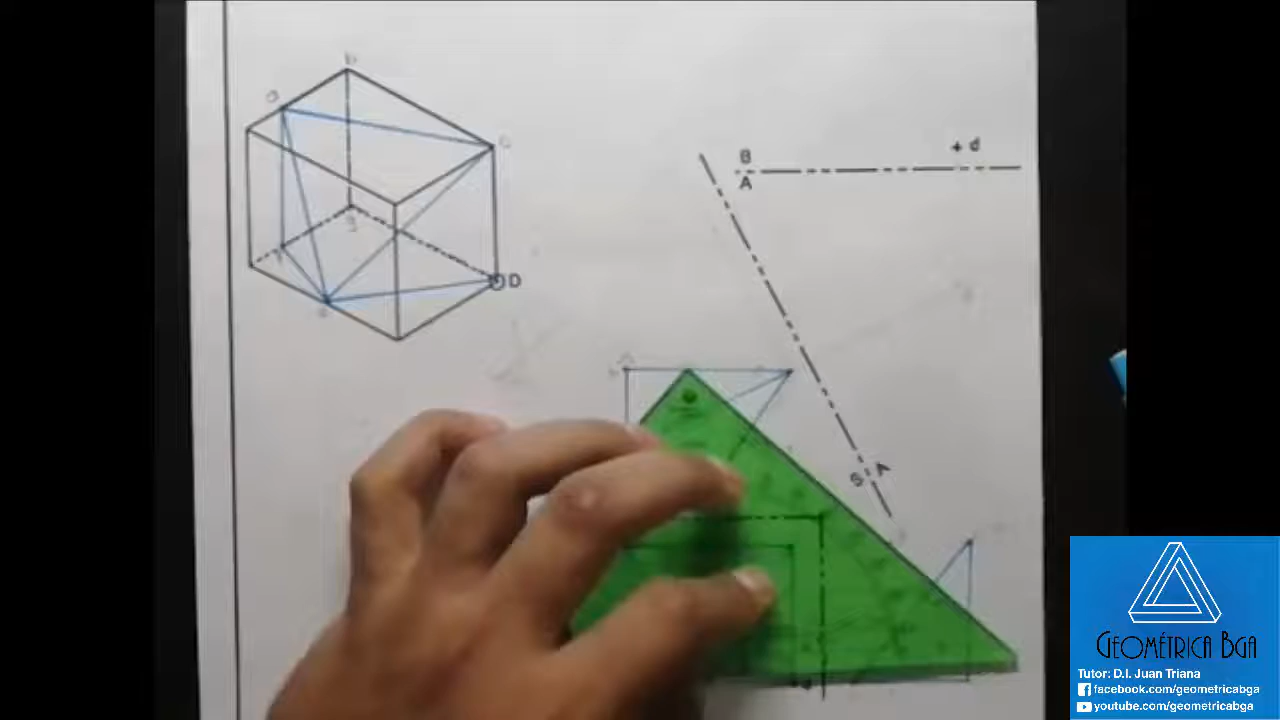 b
a
c
D
B
+ d
A
S A
GEOMÉTRICA BGA
Tutor: D.I. Juan Triana
facebook.com/geometricabga
youtube.com/geometricabga